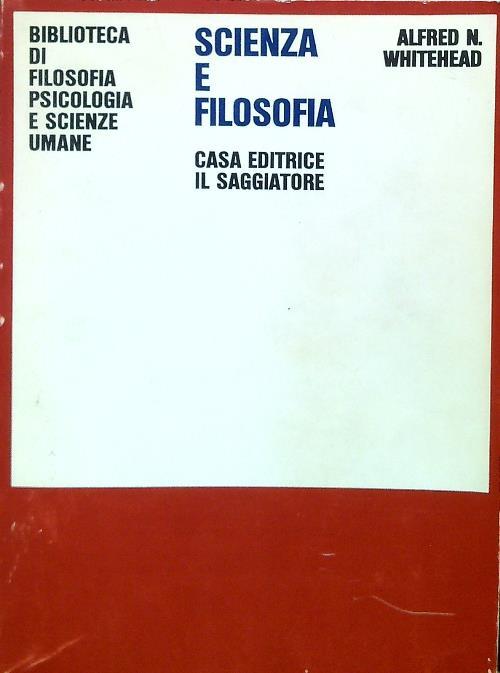 BIBLIOTECA
DI
FILOSOFIA
PSICOLOGIA
E SCIENZE
UMANE
SCIENZA
E
FILOSOFIA
CASA EDITRICE
IL SAGGIATORE
ALFRED N.
WHITEHEAD